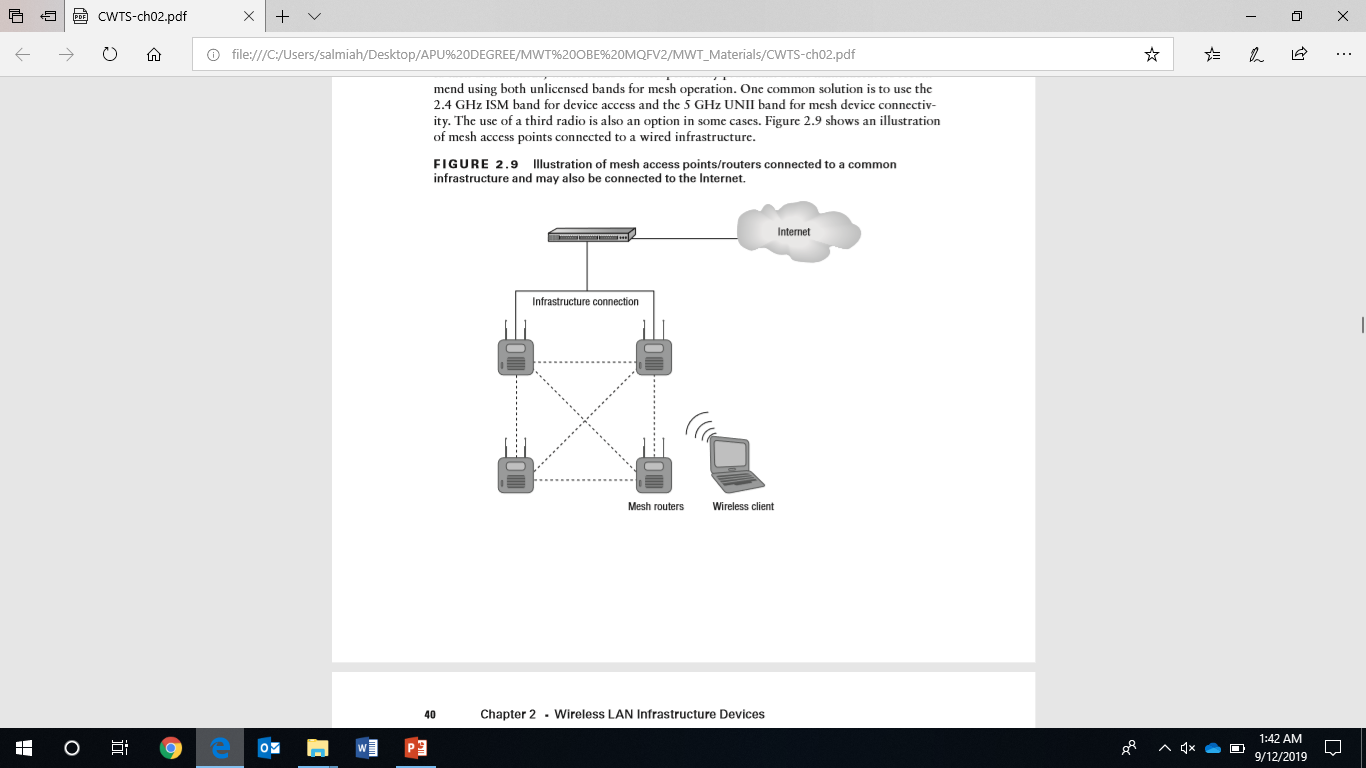 CWTS-ch02.pdf
file:///C:/Users/salmiah/Desktop/APU%20DEGREE/MWT%20OBE%20MQFV2/MWT_Materials/CWTS-ch02.pdf
mend using both unlicensed bands for mesh operation. One common solution is to use the
2.4 GHz ISM band for device access and the 5 GHz UNII band for mesh device connectiv-
ity. The use of a third radio is also an option in some cases. Figure 2.9 shows an illustration
of mesh access points connected to a wired infrastructure.
FIGURE 2.9 Illustration of mesh access points/routers connected to a common
infrastructure and may also be connected to the Internet.
Internet
Infrastructure connection
Mesh routers
Wireless client
40 Chapter 2 ▪ Wireless LAN Infrastructure Devices
1:42 AM
9/12/2019